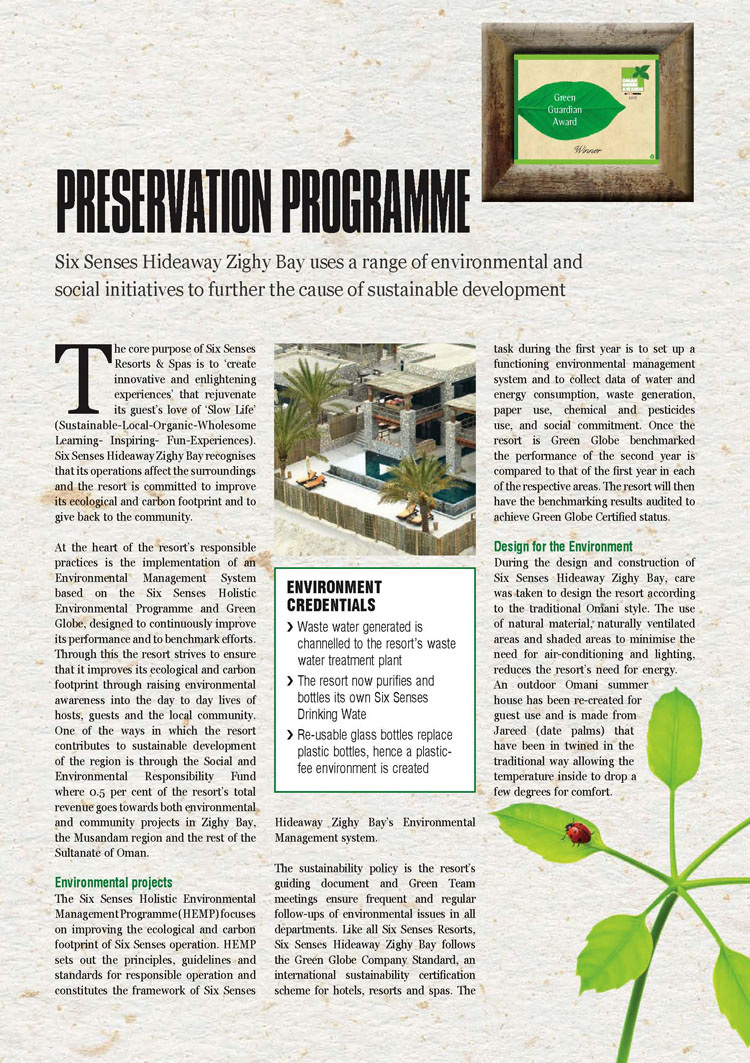 Green
Guardian
Award
Winner
PRESERVATION PROGRAMME
Six Senses Hideaway Zighy Bay uses a range of environmental and
social initiatives to further the cause of sustainable development
The core purpose of Six Senses
Resorts & Spas is to ‘create
innovative and enlightening
experiences’ that rejuvenate
its guest’s love of ‘Slow Life’
(Sustainable-Local-Organic-Wholesome
Learning- Inspiring- Fun-Experiences).
Six Senses Hideaway Zighy Bay recognises
that its operations affect the surroundings
and the resort is committed to improve
its ecological and carbon footprint and to
give back to the community.
At the heart of the resort’s responsible
practices is the implementation of an
Environmental Management System
based on the Six Senses Holistic
Environmental Programme and Green
Globe, designed to continuously improve
its performance and to benchmark efforts.
Through this the resort strives to ensure
that it improves its ecological and carbon
footprint through raising environmental
awareness into the day to day lives of
hosts, guests and the local community.
One of the ways in which the resort
contributes to sustainable development
of the region is through the Social and
Environmental Responsibility Fund
where 0.5 per cent of the resort’s total
revenue goes towards both environmental
and community projects in Zighy Bay,
the Musandam region and the rest of the
Sultanate of Oman.
Environmental projects
The Six Senses Holistic Environmental
Management Programme (HEMP) focuses
on improving the ecological and carbon
footprint of Six Senses operation. HEMP
sets out the principles, guidelines and
standards for responsible operation and
constitutes the framework of Six Senses
ENVIRONMENT
CREDENTIALS
❯ Waste water generated is
channelled to the resort’s waste
water treatment plant
❯ The resort now purifies and
bottles its own Six Senses
Drinking Wate
❯ Re-usable glass bottles replace
plastic bottles, hence a plastic-
fee environment is created
Hideaway Zighy Bay’s Environmental
Management system.
The sustainability policy is the resort’s
guiding document and Green Team
meetings ensure frequent and regular
follow-ups of environmental issues in all
departments. Like all Six Senses Resorts,
Six Senses Hideaway Zighy Bay follows
the Green Globe Company Standard, an
international sustainability certification
scheme for hotels, resorts and spas. The
task during the first year is to set up a
functioning environmental management
system and to collect data of water and
energy consumption, waste generation,
paper use, chemical and pesticides
use, and social commitment. Once the
resort is Green Globe benchmarked
the performance of the second year is
compared to that of the first year in each
of the respective areas. The resort will then
have the benchmarking results audited to
achieve Green Globe Certified status.
Design for the Environment
During the design and construction of
Six Senses Hideaway Zighy Bay, care
was taken to design the resort according
to the traditional Omani style. The use
of natural material, naturally ventilated
areas and shaded areas to minimise the
need for air-conditioning and lighting,
reduces the resort’s need for energy.
An outdoor Omani summer
house has been re-created for
guest use and is made from
Jareed (date palms) that
have been in twined in the
traditional way allowing the
temperature inside to drop a
few degrees for comfort.